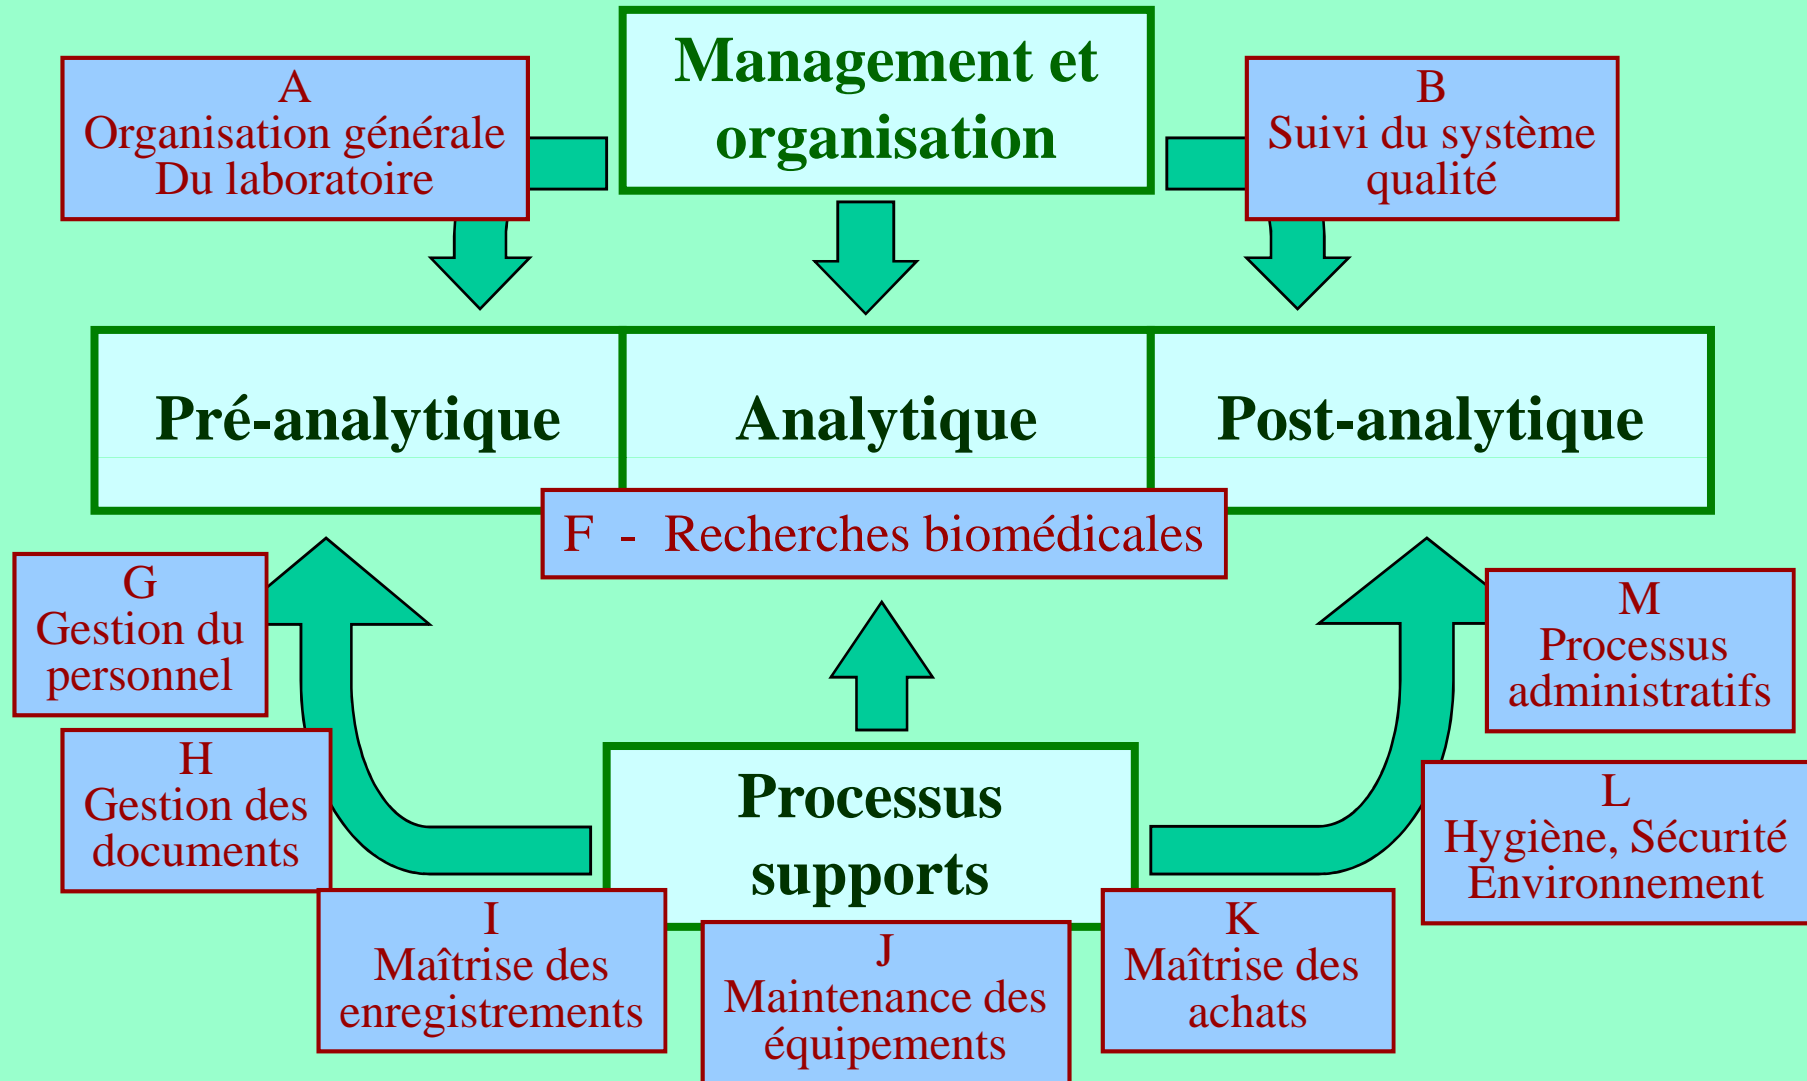 Management et
organisation
A
Organisation générale
Du laboratoire
B
Suivi du système
qualité
Pré-analytique
Analytique
Post-analytique
F - Recherches biomédicales
G
Gestion du
personnel
M
Processus
administratifs
H
Gestion des
documents
Processus
supports
L
Hygiène, Sécurité
Environnement
I
Maîtrise des
enregistrements
J
Maintenance des
équipements
K
Maîtrise des
achats